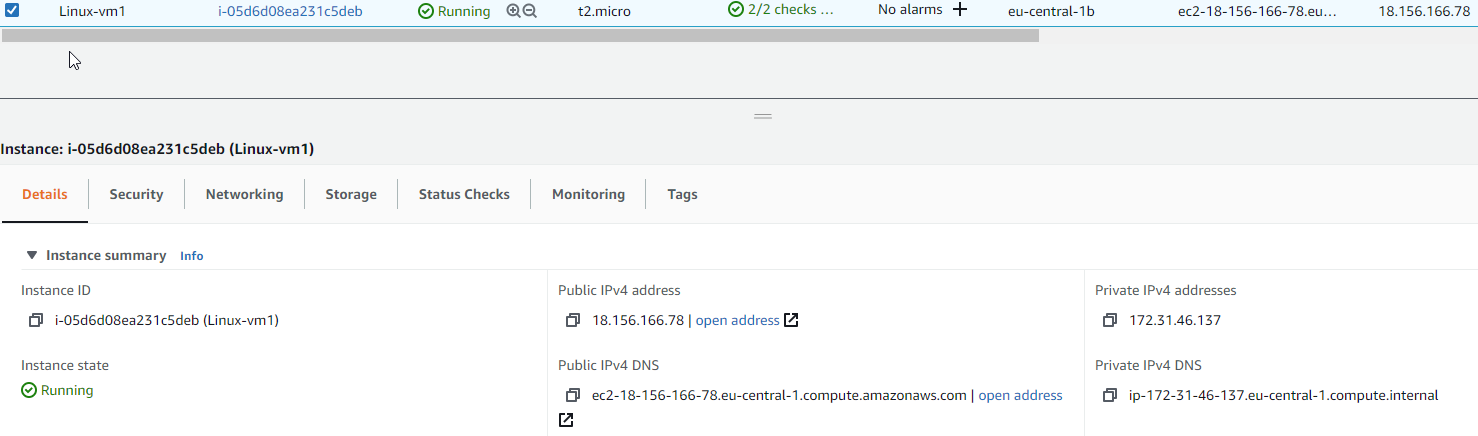 Linux-vm1 i-05d6d08ea231c5deb Running t2.micro 2/2 checks ... No alarms + eu-central-1b ec2-18-156-166-78.eu... 18.156.166.78
Instance: i-05d6d08ea231c5deb (Linux-vm1)
Details Security Networking Storage Status Checks Monitoring Tags
Instance summary Info
Instance ID Public IPv4 address Private IPv4 addresses
i-05d6d08ea231c5deb (Linux-vm1) 18.156.166.78 | open address 172.31.46.137
Instance state Public IPv4 DNS Private IPv4 DNS
Running ec2-18-156-166-78.eu-central-1.compute.amazonaws.com | open address ip-172-31-46-137.eu-central-1.compute.internal